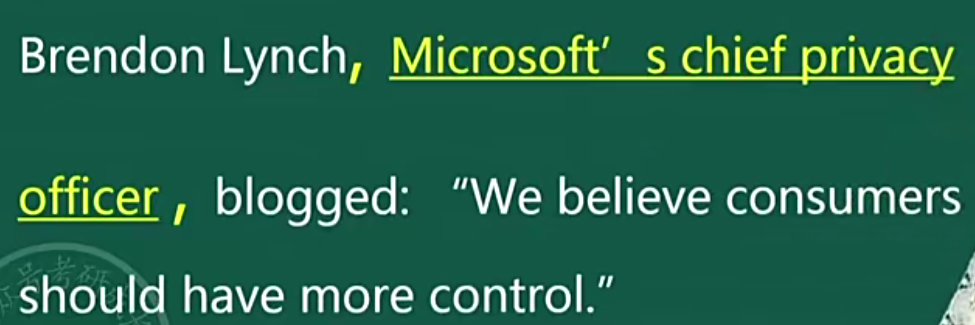 Brendon Lynch, Microsoft’s chief privacy
officer, blogged: “We believe consumers
should have more control.”